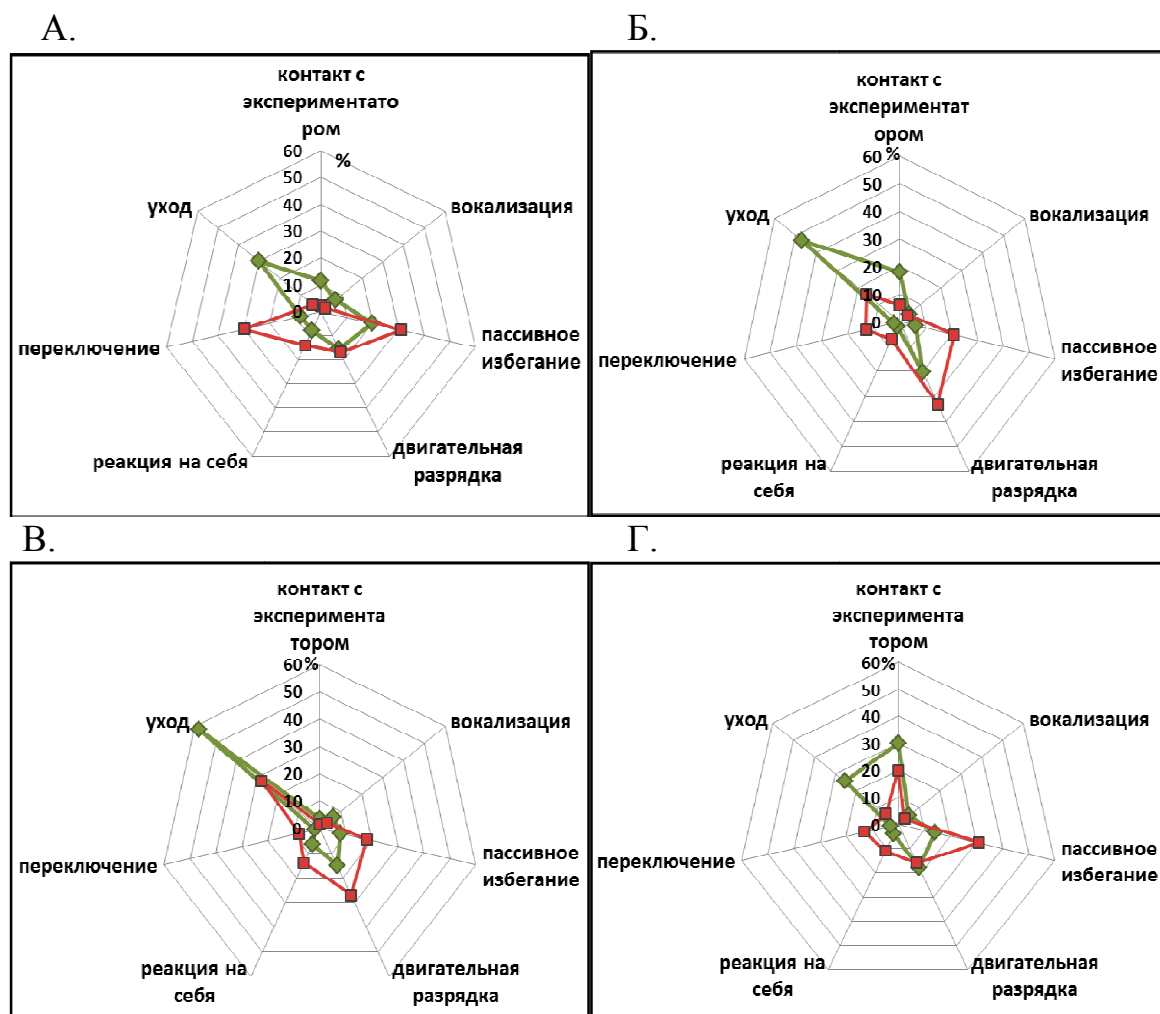 А.
контакт с
экспериментато
ром
%
60
50
40
30
20
10
0
вокализация
пассивное
избегание
двигательная
разрядка
реакция на себя
переключение
уход
Б.
контакт с
экспериментат
ором
%
60
50
40
30
20
10
0
вокализация
пассивное
избегание
двигательная
разрядка
реакция на
себя
переключение
уход
В.
контакт с
эксперимента
тором
60%
50
40
30
20
10
0
вокализация
пассивное
избегание
двигательная
разрядка
реакция на
себя
переключение
уход
Г.
контакт с
эксперимента
тором
60%
50
40
30
20
10
0
вокализация
пассивное
избегание
двигательная
разрядка
реакция на
себя
переключение
уход